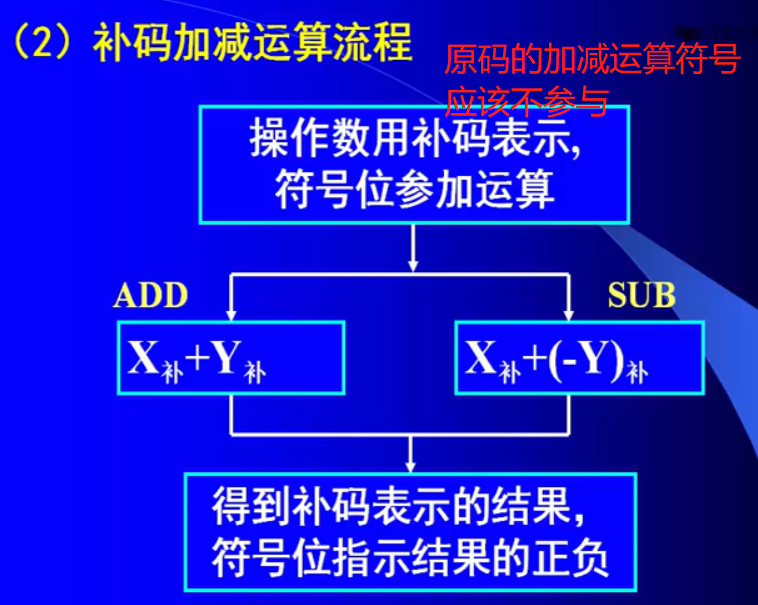 （2）补码加减运算流程
原码的加减运算符号
应该不参与
操作数用补码表示,
符号位参加运算
ADD
SUB
X补+Y补
X补+(-Y)补
得到补码表示的结果，
符号位指示结果的正负